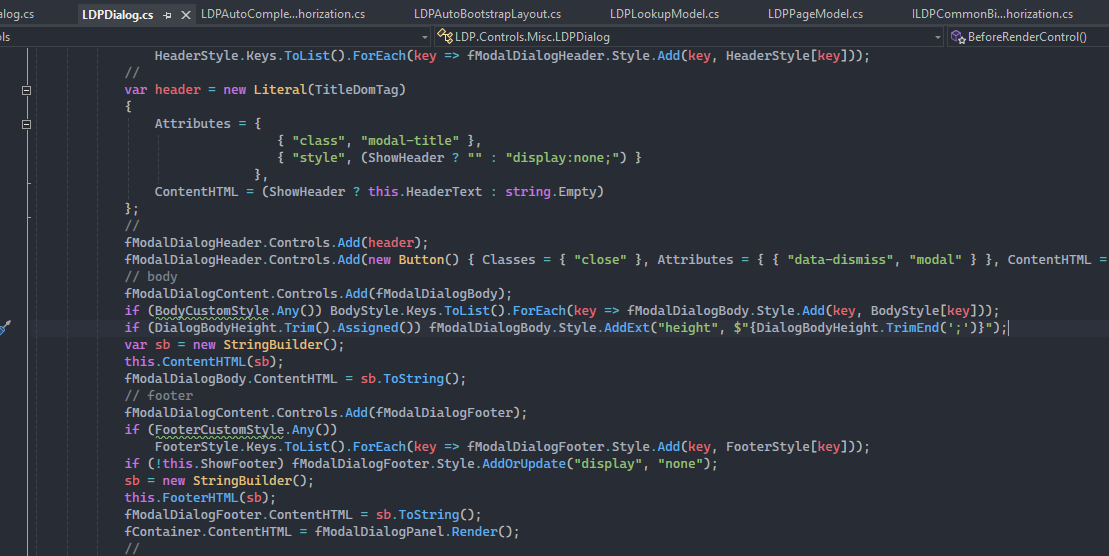 alog.cs
LDPDialog.cs
LDPAutoComple...horization.cs
LDPAutoBootstrapLayout.cs
LDPLookupModel.cs
LDPPageModel.cs
ILDPCommonBi...horization.cs
ols
LDP.Controls.Misc.LDPDialog
BeforeRenderControl()
HeaderStyle.Keys.ToList().ForEach(key => fModalDialogHeader.Style.Add(key, HeaderStyle[key]));
//
var header = new Literal(TitleDomTag)
{
Attributes = {
{ "class", "modal-title" },
{ "style", (ShowHeader ? "" : "display:none;") }
},
ContentHTML = (ShowHeader ? this.HeaderText : string.Empty)
};
//
fModalDialogHeader.Controls.Add(header);
fModalDialogHeader.Controls.Add(new Button() { Classes = { "close" }, Attributes = { { "data-dismiss", "modal" } }, ContentHTML =
// body
fModalDialogContent.Controls.Add(fModalDialogBody);
if (BodyCustomStyle.Any()) BodyStyle.Keys.ToList().ForEach(key => fModalDialogBody.Style.Add(key, BodyStyle[key]));
if (DialogBodyHeight.Trim().Assigned()) fModalDialogBody.Style.AddExt("height", $"{DialogBodyHeight.TrimEnd(';')}");
var sb = new StringBuilder();
this.ContentHTML(sb);
fModalDialogBody.ContentHTML = sb.ToString();
// footer
fModalDialogContent.Controls.Add(fModalDialogFooter);
if (FooterCustomStyle.Any())
FooterStyle.Keys.ToList().ForEach(key => fModalDialogFooter.Style.Add(key, FooterStyle[key]));
if (!this.ShowFooter) fModalDialogFooter.Style.AddOrUpdate("display", "none");
sb = new StringBuilder();
this.FooterHTML(sb);
fModalDialogFooter.ContentHTML = sb.ToString();
fContainer.ContentHTML = fModalDialogPanel.Render();
//